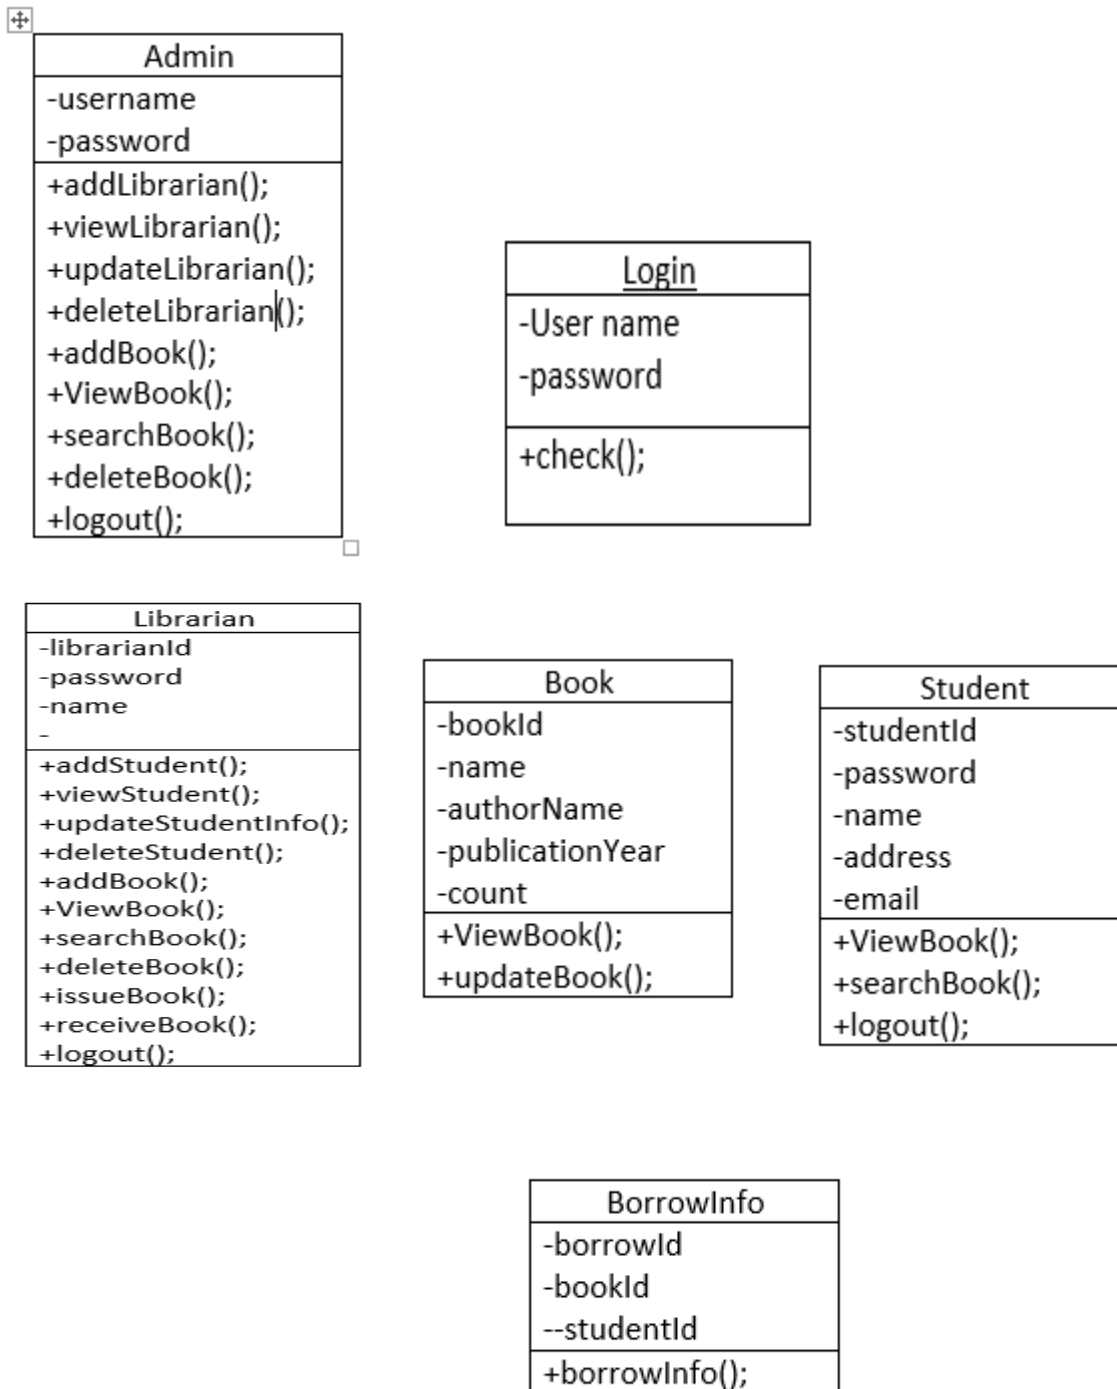 Admin
-username
-password
+addLibrarian();
+viewLibrarian();
+updateLibrarian();
+deleteLibrarian();
+addBook();
+ViewBook();
+searchBook();
+deleteBook();
+logout();
Login
-User name
-password
+check();
Librarian
-librarianId
-password
-name
-
+addStudent();
+viewStudent();
+updateStudentInfo();
+deleteStudent();
+addBook();
+ViewBook();
+searchBook();
+deleteBook();
+issueBook();
+receiveBook();
+logout();
Book
-bookId
-name
-authorName
-publicationYear
-count
+ViewBook();
+updateBook();
Student
-studentId
-password
-name
-address
-email
+ViewBook();
+searchBook();
+logout();
BorrowInfo
-borrowId
-bookId
--studentId
+borrowInfo();